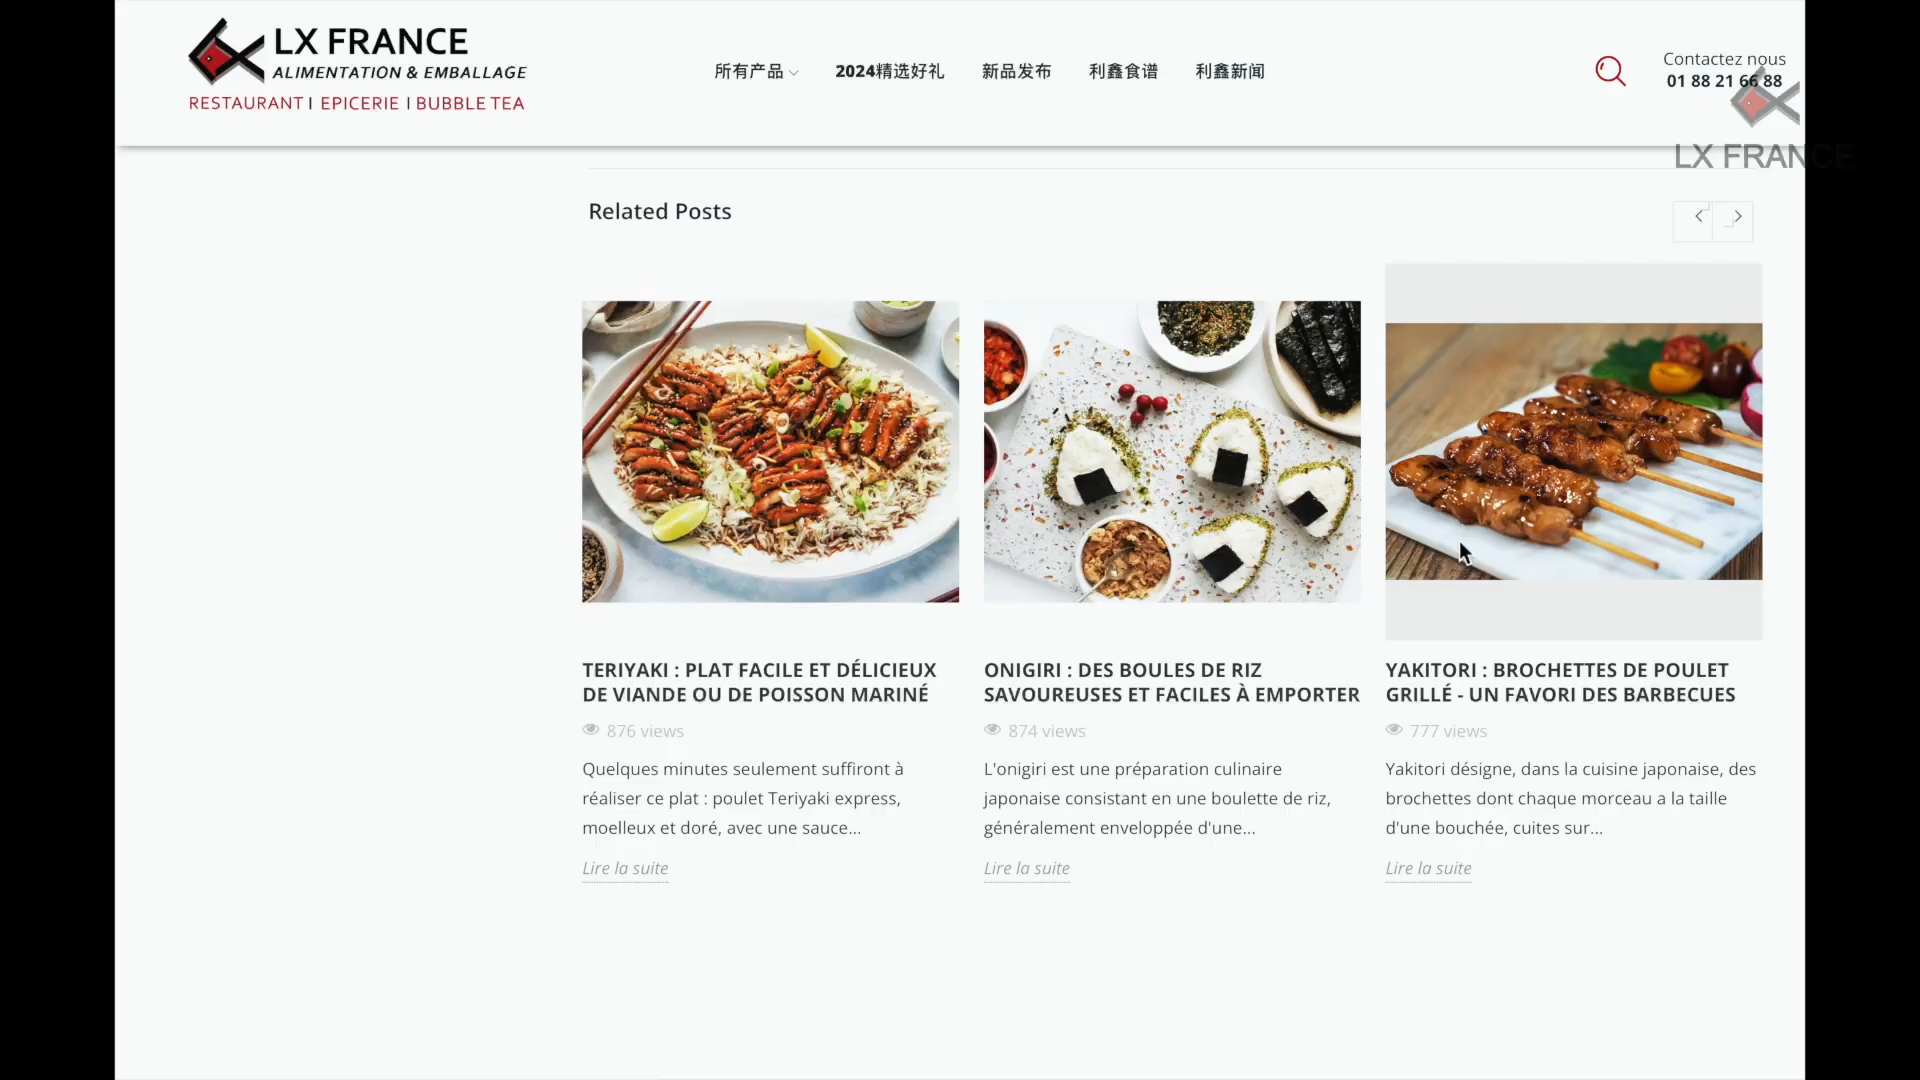 LX FRANCE
ALIMENTATION & EMBALLAGE
RESTAURANT I EPICERIE I BUBBLE TEA
所有产品
2024精选好礼
新品发布
利鑫食谱
利鑫新闻
Contactez nous
01 88 21 66 88
LX FRANCE
Related Posts
TERIYAKI : PLAT FACILE ET DÉLICIEUX
DE VIANDE OU DE POISSON MARINÉ
876 views
Quelques minutes seulement suffiront à
réaliser ce plat : poulet Teriyaki express,
moelleux et doré, avec une sauce...
Lire la suite
ONIGIRI : DES BOULES DE RIZ
SAVOUREUSES ET FACILES À EMPORTER
874 views
L'onigiri est une préparation culinaire
japonaise consistant en une boulette de riz,
généralement enveloppée d'une...
Lire la suite
YAKITORI : BROCHETTES DE POULET
GRILLÉ - UN FAVORI DES BARBECUES
777 views
Yakitori désigne, dans la cuisine japonaise, des
brochettes dont chaque morceau a la taille
d'une bouchée, cuites sur...
Lire la suite